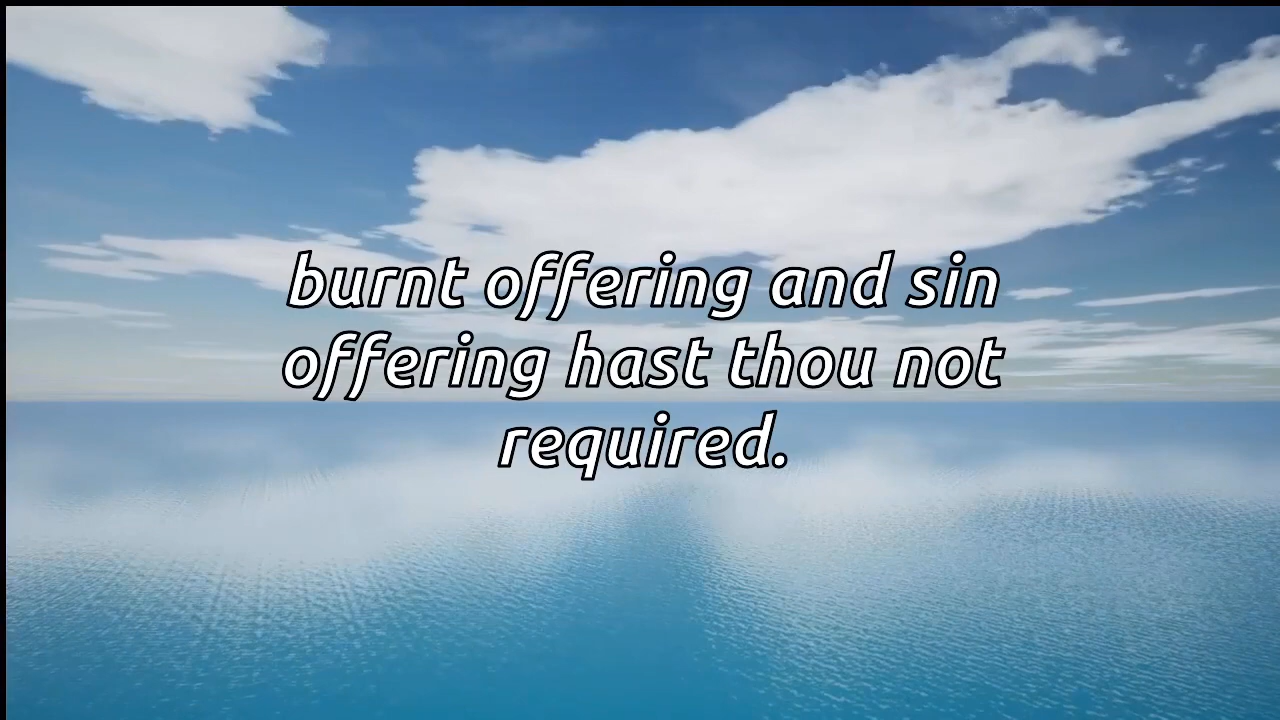 burnt offering and sin
offering hast thou not
required.